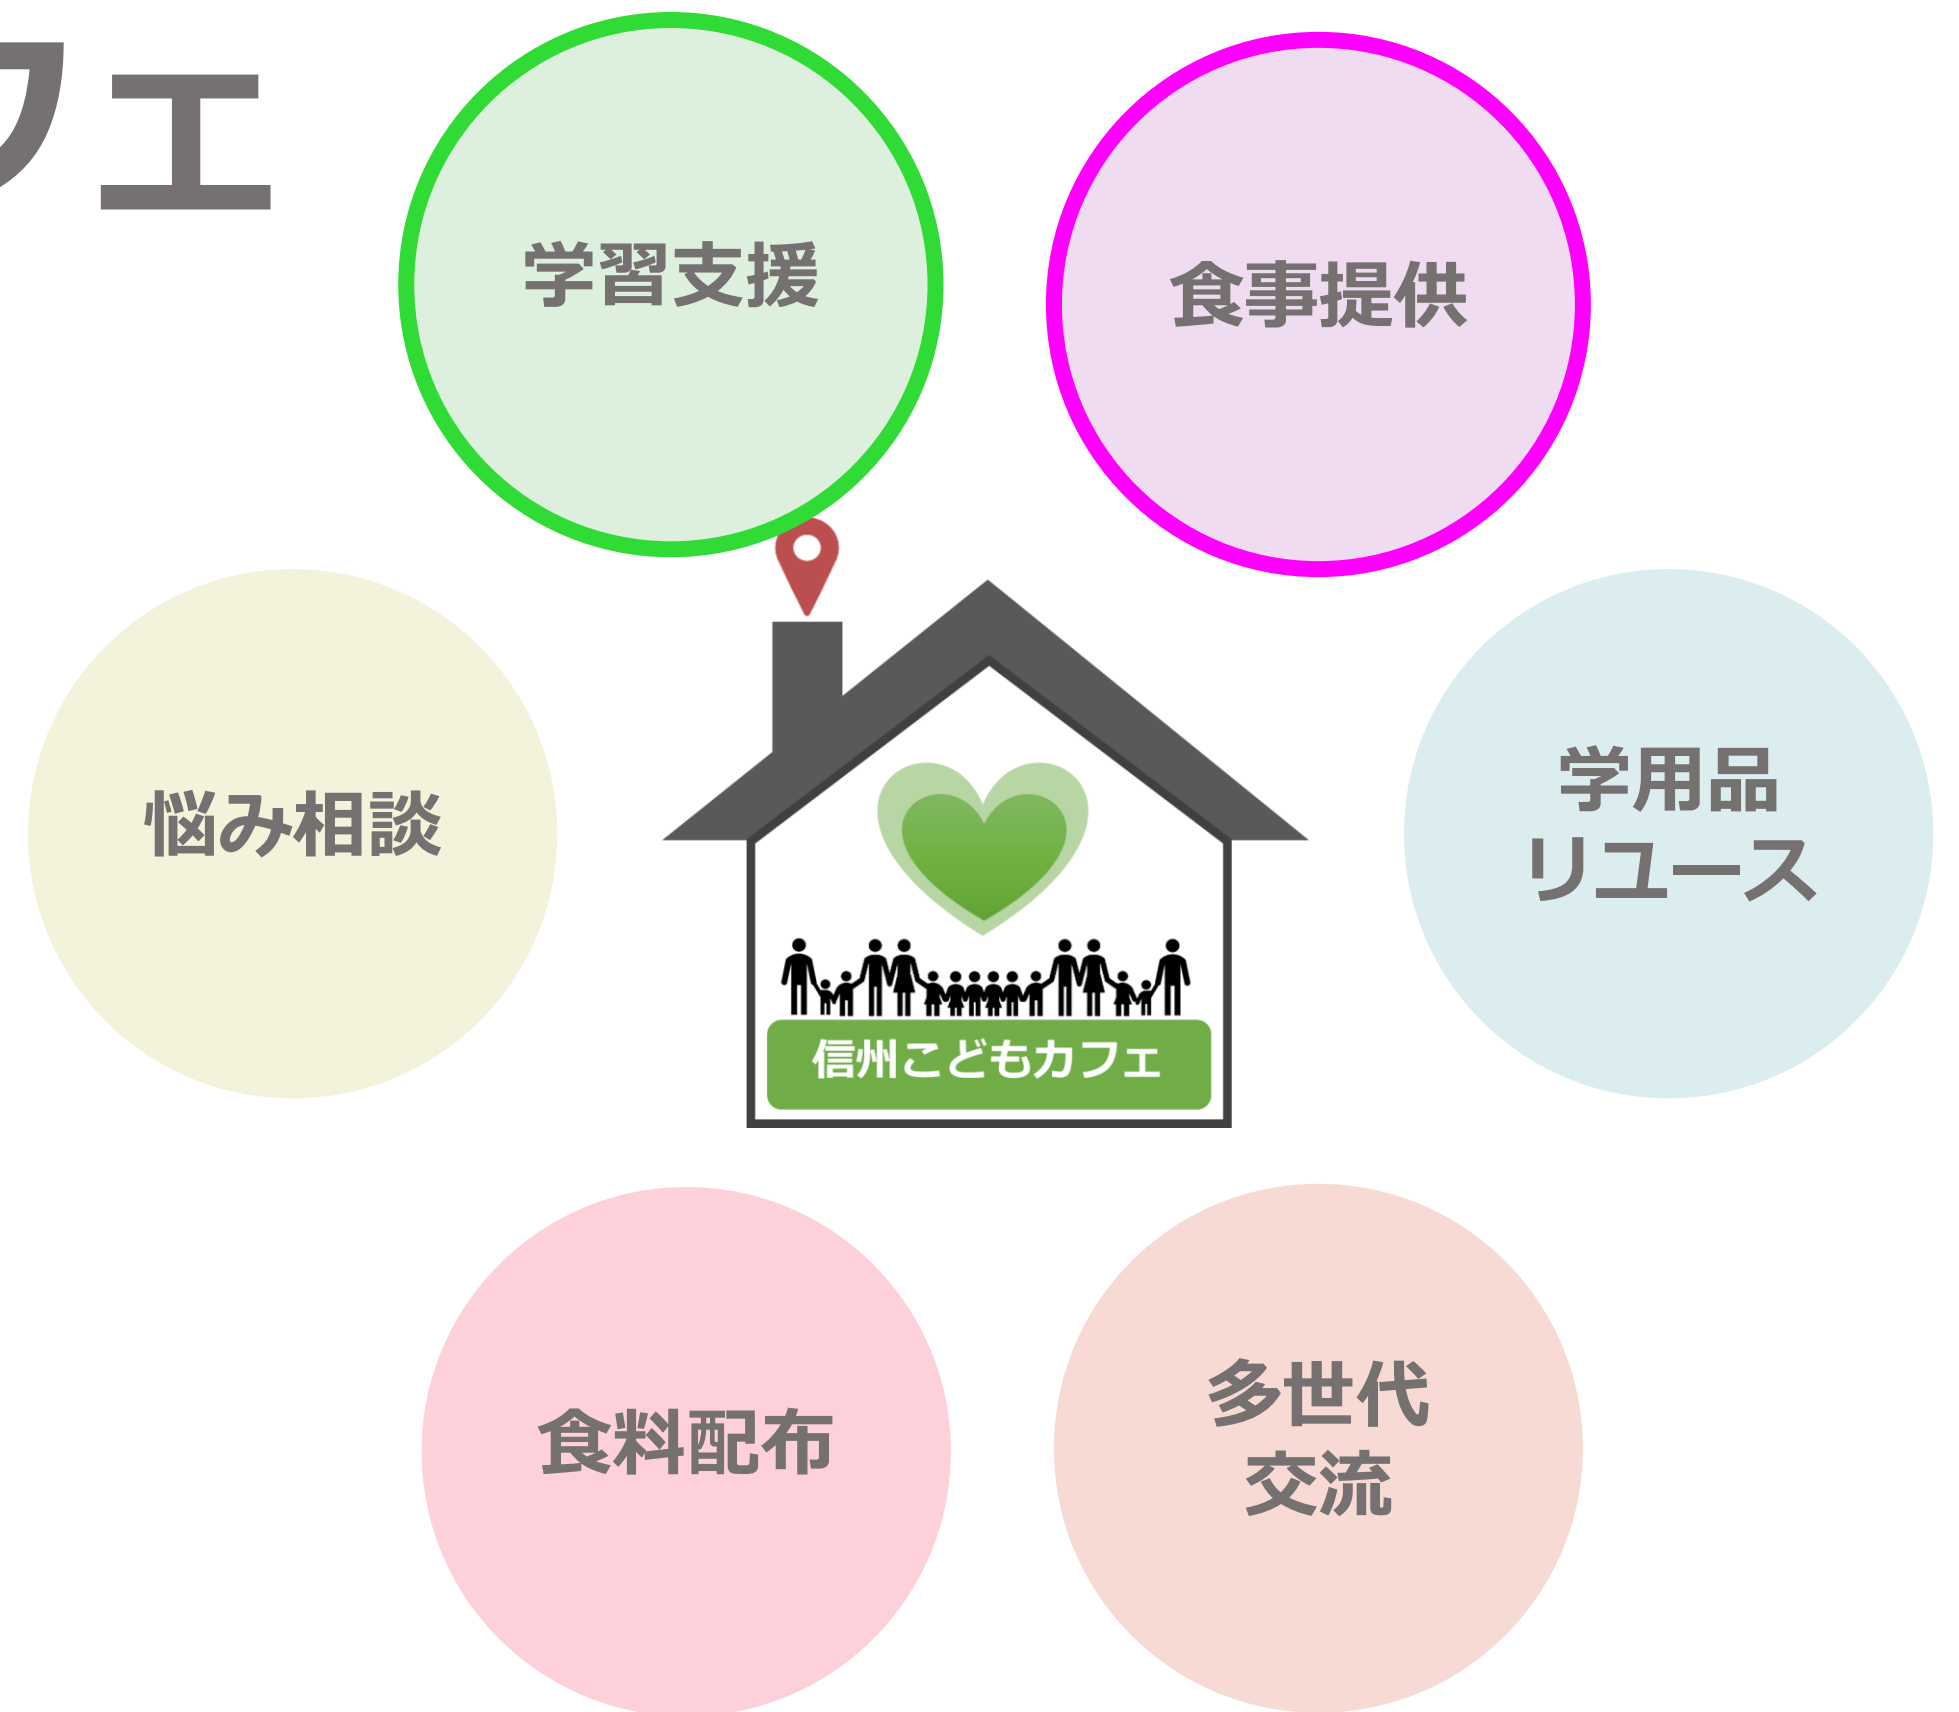 フェ
学習支援
食事提供
悩み相談
学用品
リユース
信州こどもカフェ
食料配布
多世代
交流